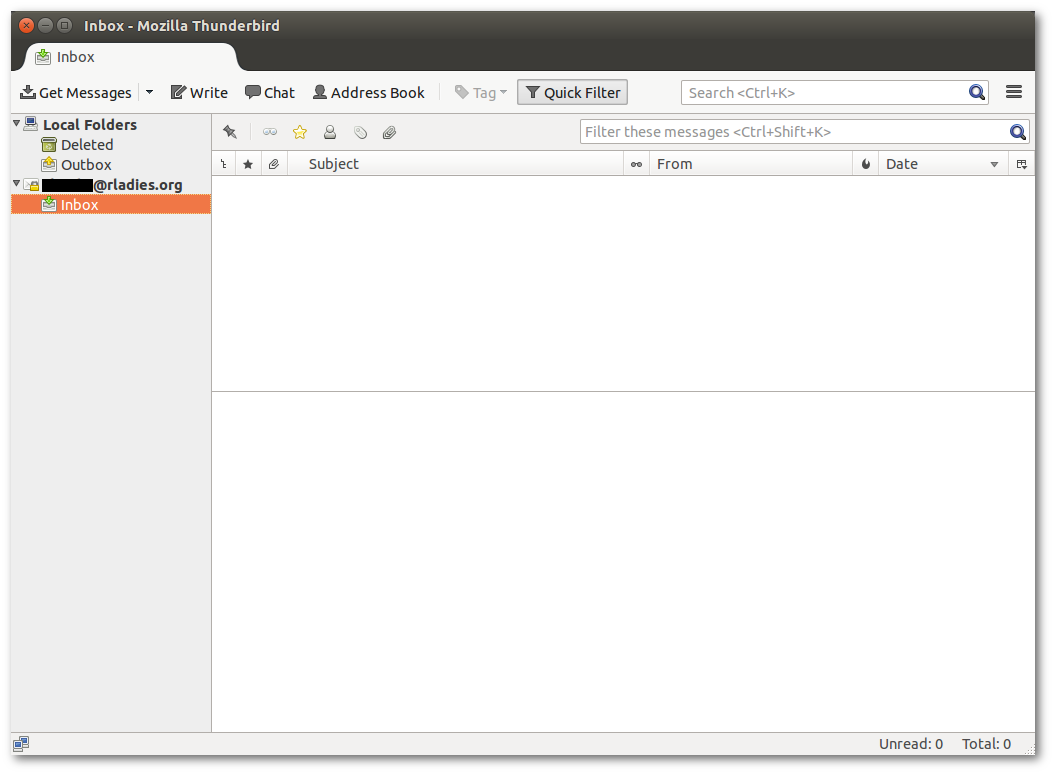 Inbox - Mozilla Thunderbird
Inbox
Get Messages Write Chat Address Book Tag Quick Filter Search <Ctrl+K>
Local Folders
Deleted
Outbox
@rladies.org
Inbox
Filter these messages <Ctrl+Shift+K>
Subject From Date
Unread: 0 Total: 0